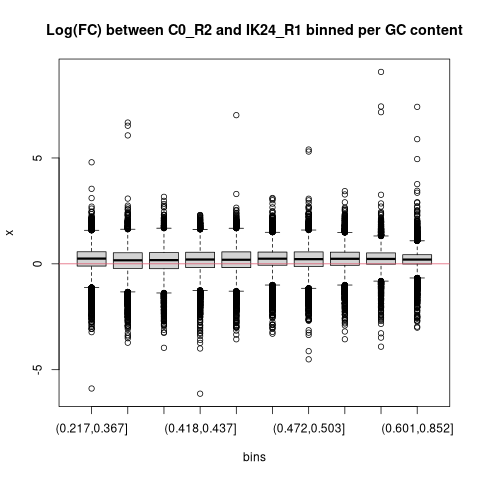 Log(FC) between C0_R2 and IK24_R1 binned per GC content
x
5
0
-5
(0.217,0.367] (0.418,0.437] (0.472,0.503] (0.601,0.852]
bins